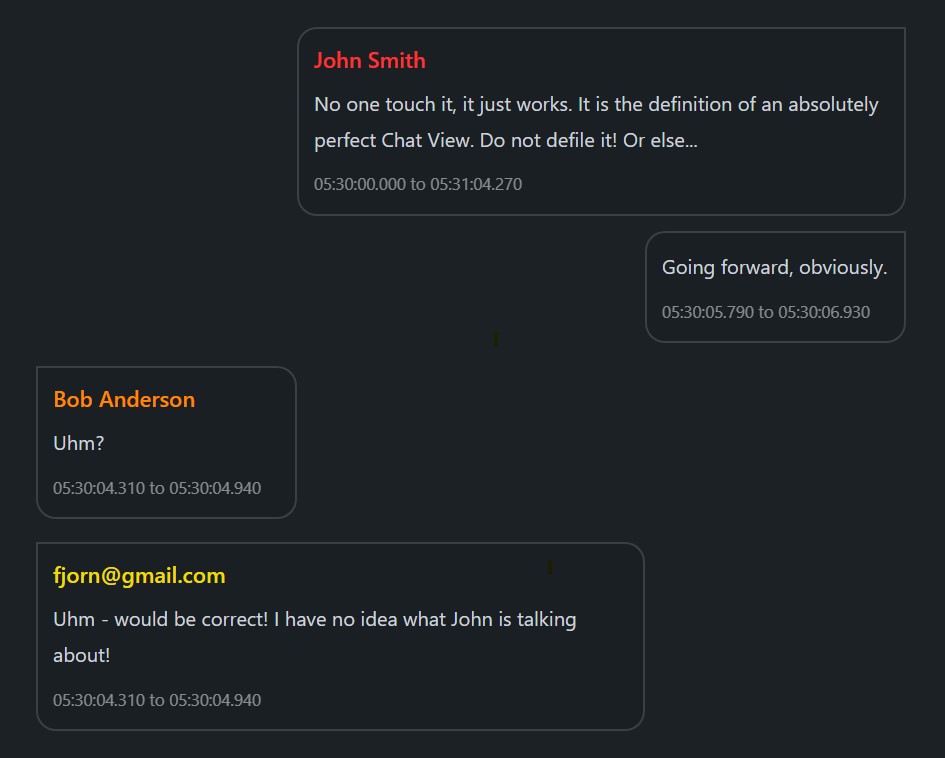 John Smith
No one touch it, it just works. It is the definition of an absolutely
perfect Chat View. Do not defile it! Or else...
05:30:00.000 to 05:31:04.270
Going forward, obviously.
05:30:05.790 to 05:30:06.930
Bob Anderson
Uhm?
05:30:04.310 to 05:30:04.940
fjorn@gmail.com
Uhm - would be correct! I have no idea what John is talking
about!
05:30:04.310 to 05:30:04.940